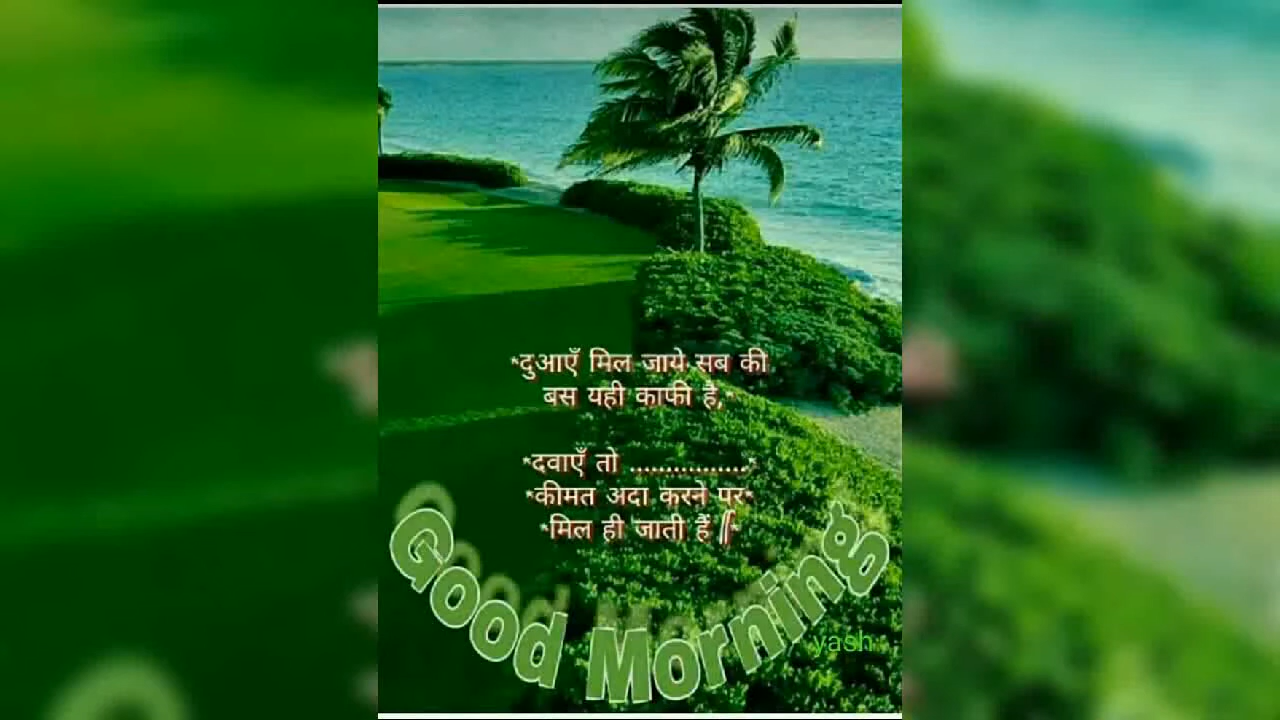 *दुआएँ मिल जाये सब की
बस यही काफी है,*
*दवाएँ तो ................*
*कीमत अदा करने पर*
*मिल ही जाती हैं ∫*
Good Morning
yash